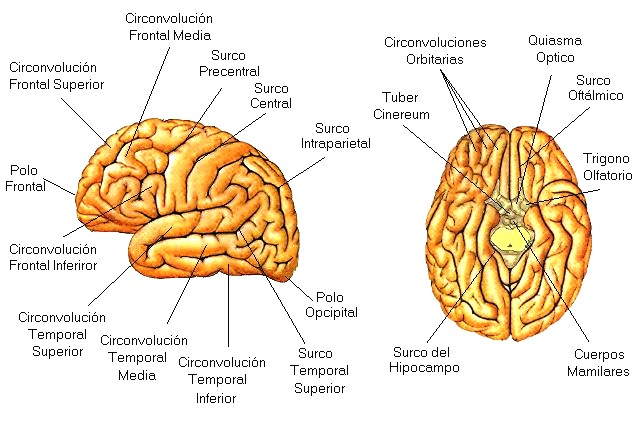 Circonvolución
Frontal Media
Circonvolución
Frontal Superior
Surco
Precentral
Surco
Central
Surco
Intraparietal
Polo
Frontal
Circonvolución
Frontal Inferiror
Circonvolución
Temporal
Superior
Circonvolución
Temporal
Media
Circonvolución
Temporal
Inferior
Surco
Temporal
Superior
Polo
Opcipital
Circonvoluciones
Orbitarias
Quiasma
Optico
Tuber
Cinereum
Surco
Oftálmico
Trigono
Olfatorio
Surco del
Hipocampo
Cuerpos
Mamilares